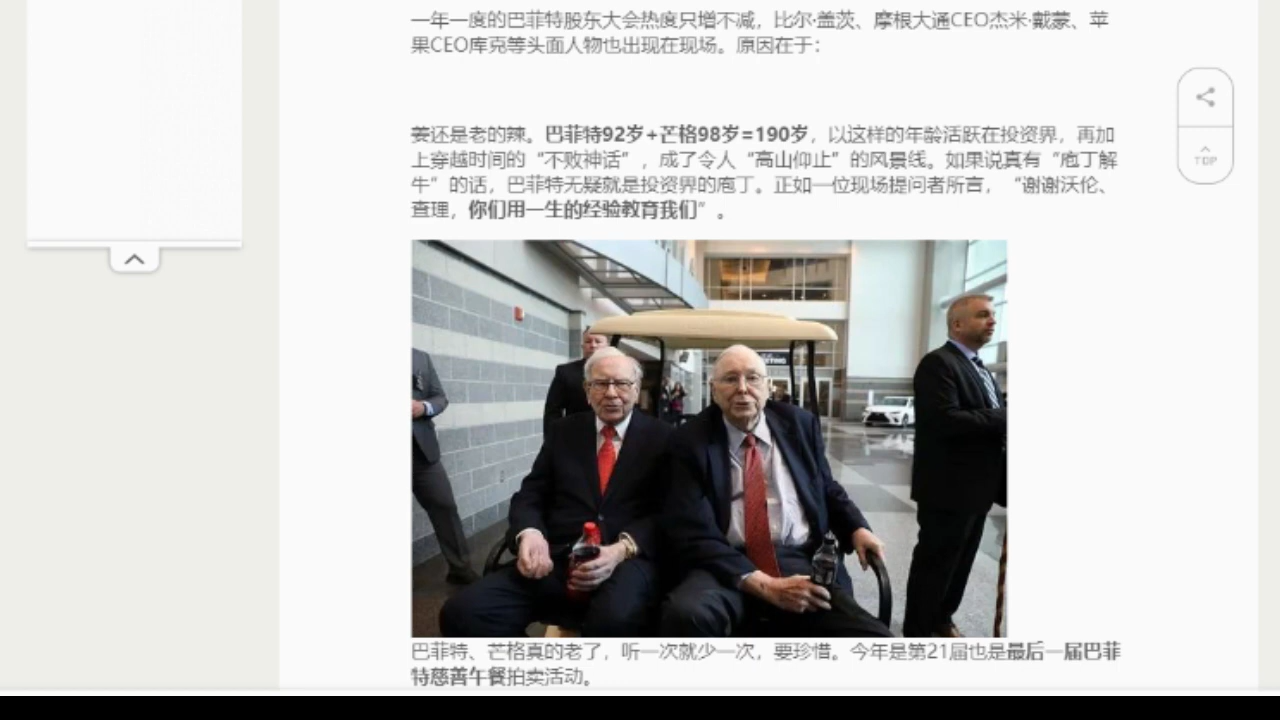 一年一度的巴菲特股东大会热度只增不减，比尔·盖茨、摩根大通CEO杰米·戴蒙、苹
果CEO库克等头面人物也出现在现场。原因在于：
姜还是老的辣。巴菲特92岁+芒格98岁=190岁，以这样的年龄活跃在投资界，再加
上穿越时间的“不败神话”，成了令人“高山仰止”的风景线。如果说真有“庖丁解
牛”的话，巴菲特无疑就是投资界的庖丁。正如一位现场提问者所言，“谢谢沃伦、
查理，你们用一生的经验教育我们”。
TOP
巴菲特、芒格真的老了，听一次就少一次，要珍惜。今年是第21届也是最后一届巴菲
特慈善午餐拍卖活动。